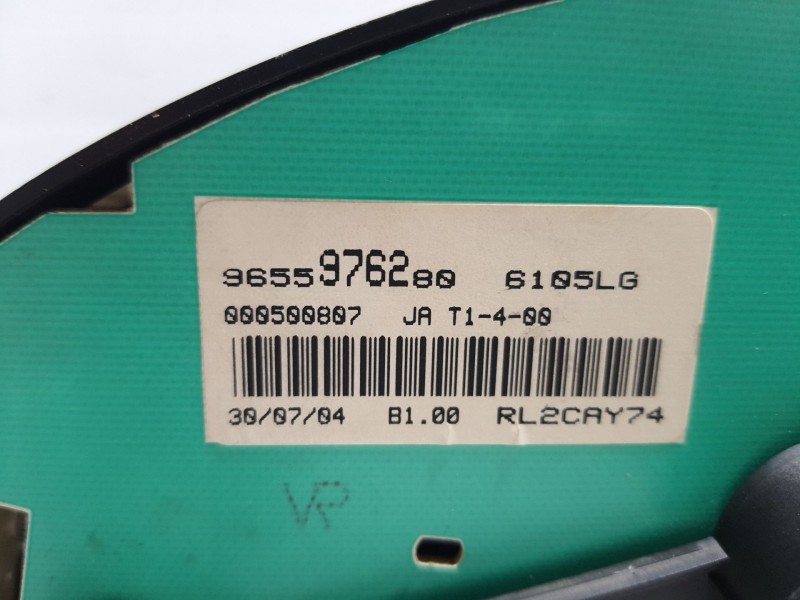 9655976280 6105LG
000500807 JA T1-4-00
30/07/04 B1.00 RL2CAY74
VP